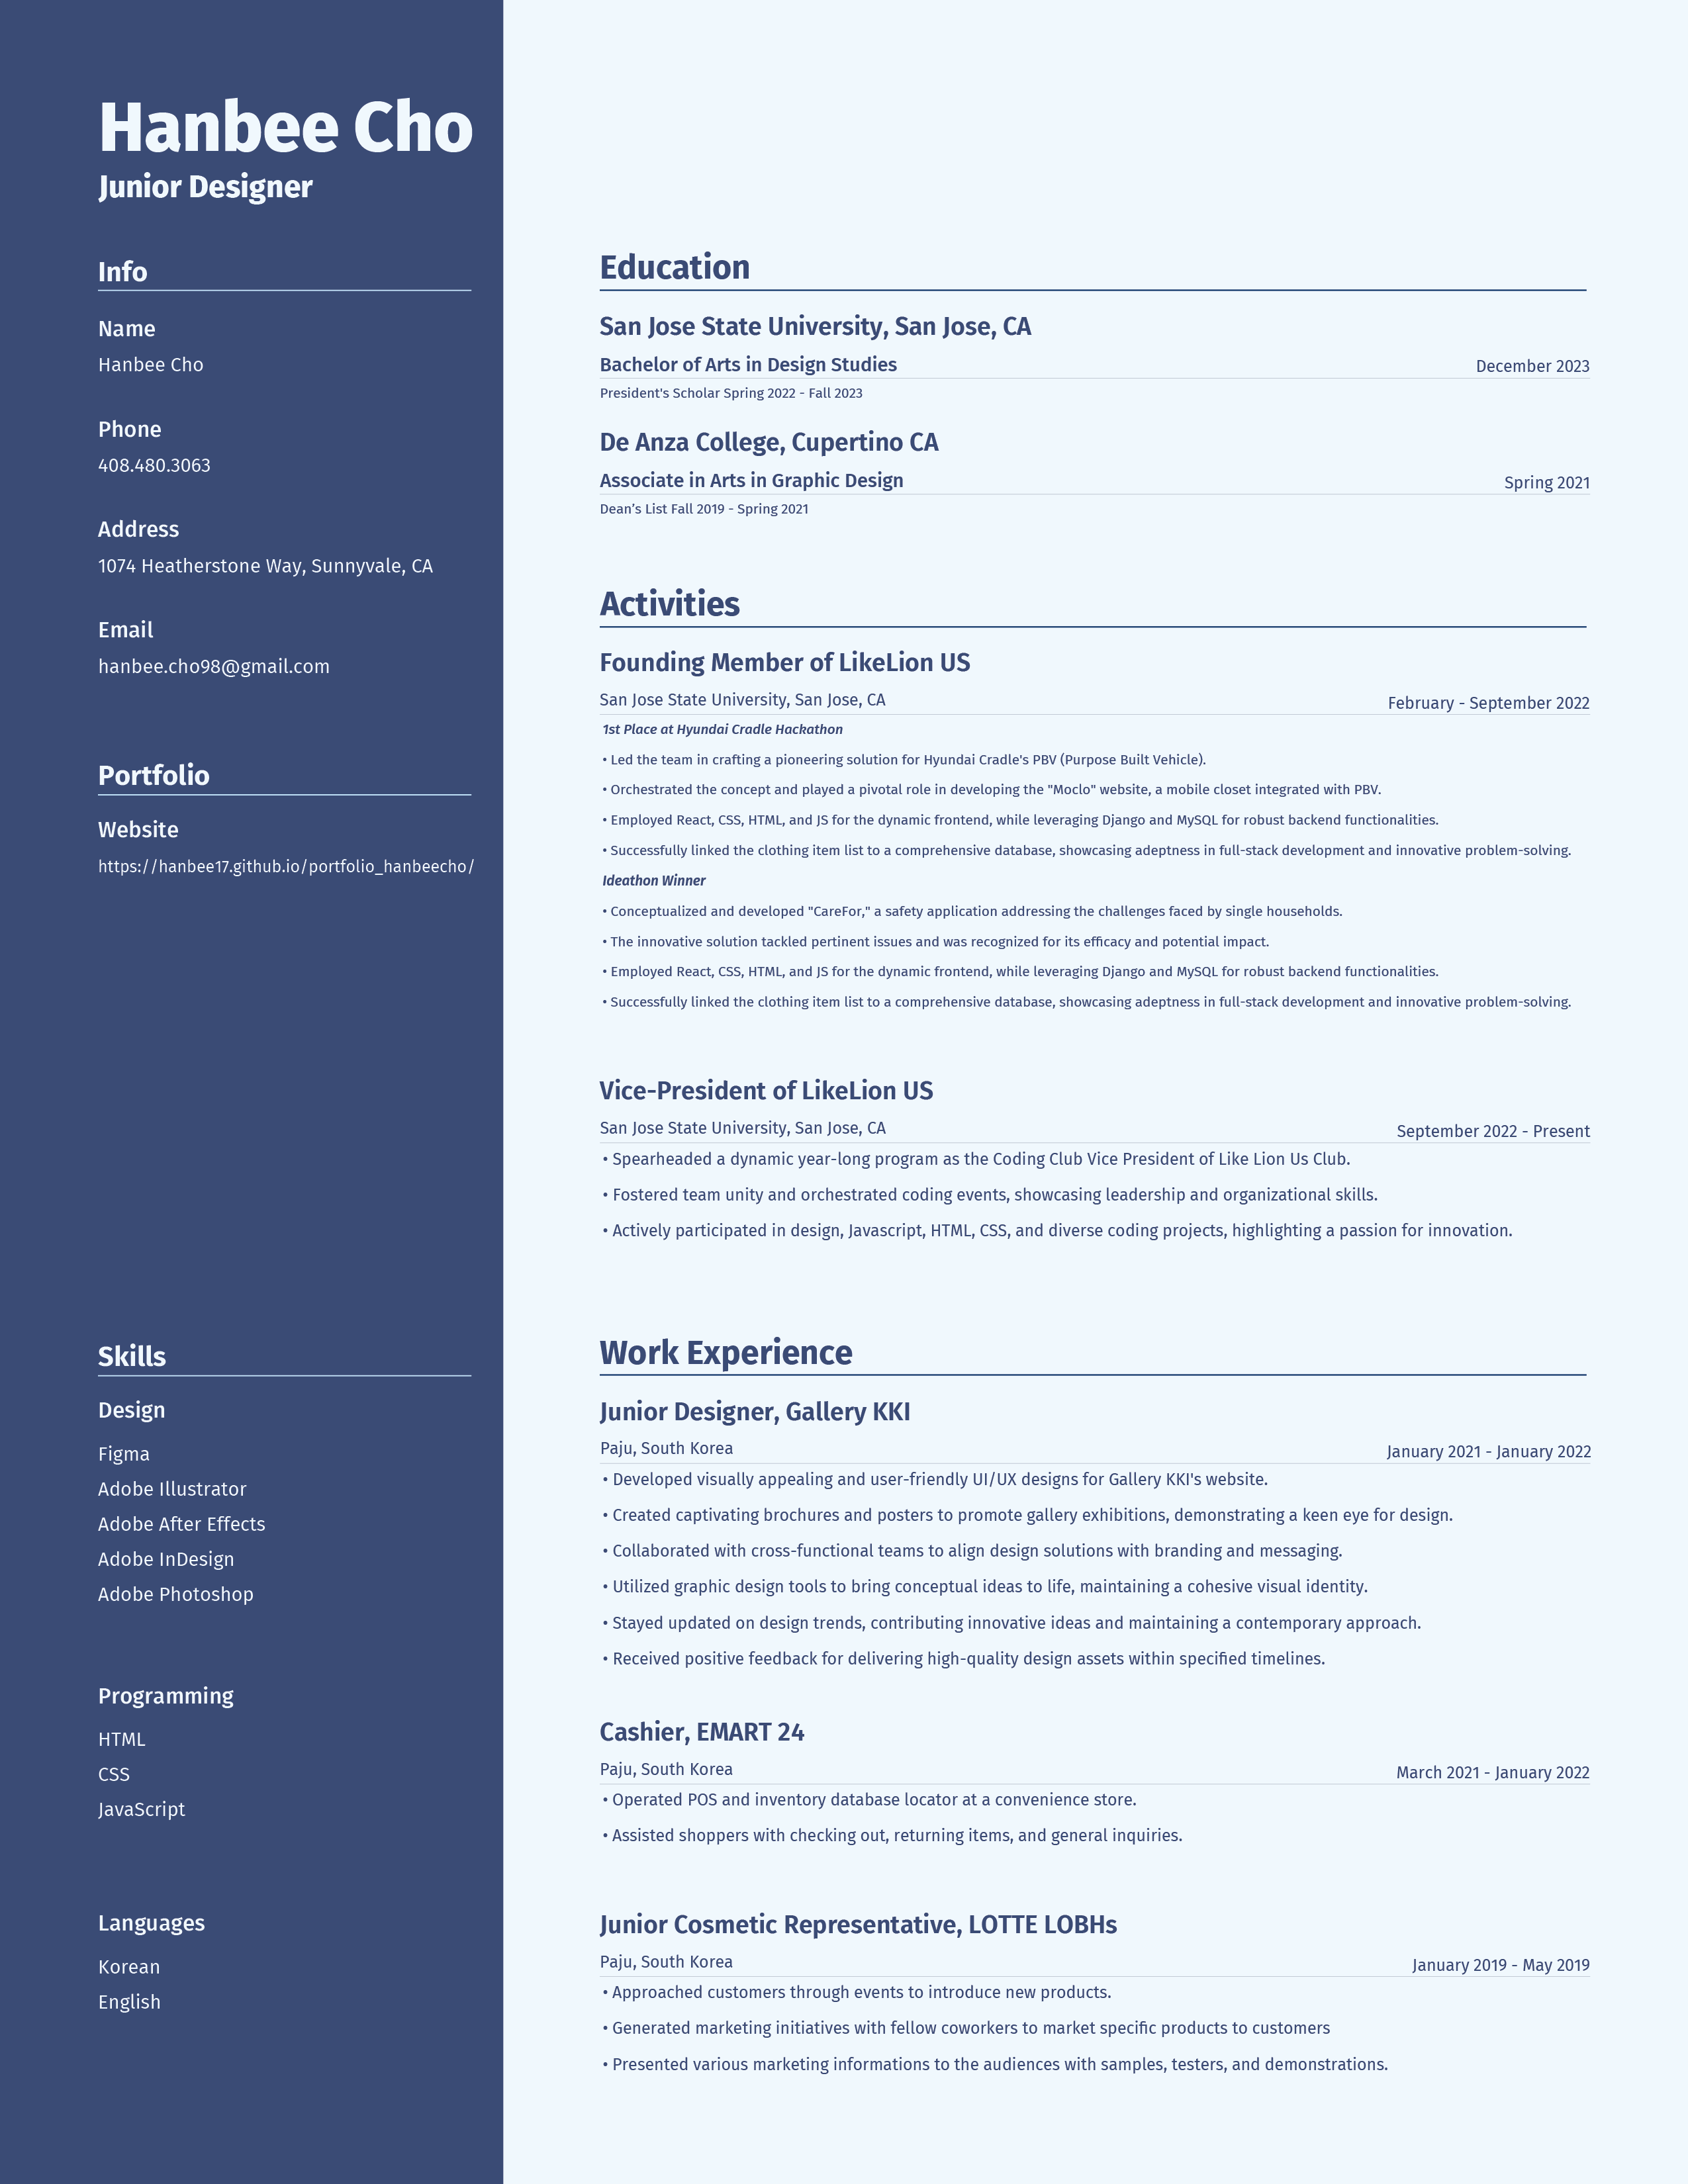 Hanbee Cho
Junior Designer
Info
Name
Hanbee Cho
Phone
408.480.3063
Address
1074 Heatherstone Way, Sunnyvale, CA
Email
hanbee.cho98@gmail.com
Portfolio
Website
https://hanbee17.github.io/portfolio_hanbeecho/
Skills
Design
Figma
Adobe Illustrator
Adobe After Effects
Adobe InDesign
Adobe Photoshop
Programming
HTML
CSS
JavaScript
Languages
Korean
English
Education
San Jose State University, San Jose, CA
Bachelor of Arts in Design Studies December 2023
President's Scholar Spring 2022 - Fall 2023
De Anza College, Cupertino CA
Associate in Arts in Graphic Design Spring 2021
Dean’s List Fall 2019 - Spring 2021
Activities
Founding Member of LikeLion US
San Jose State University, San Jose, CA February - September 2022
1st Place at Hyundai Cradle Hackathon
• Led the team in crafting a pioneering solution for Hyundai Cradle's PBV (Purpose Built Vehicle).
• Orchestrated the concept and played a pivotal role in developing the "Moclo" website, a mobile closet integrated with PBV.
• Employed React, CSS, HTML, and JS for the dynamic frontend, while leveraging Django and MySQL for robust backend functionalities.
• Successfully linked the clothing item list to a comprehensive database, showcasing adeptness in full-stack development and innovative problem-solving.
Ideathon Winner
• Conceptualized and developed "CareFor," a safety application addressing the challenges faced by single households.
• The innovative solution tackled pertinent issues and was recognized for its efficacy and potential impact.
• Employed React, CSS, HTML, and JS for the dynamic frontend, while leveraging Django and MySQL for robust backend functionalities.
• Successfully linked the clothing item list to a comprehensive database, showcasing adeptness in full-stack development and innovative problem-solving.
Vice-President of LikeLion US
San Jose State University, San Jose, CA September 2022 - Present
• Spearheaded a dynamic year-long program as the Coding Club Vice President of Like Lion Us Club.
• Fostered team unity and orchestrated coding events, showcasing leadership and organizational skills.
• Actively participated in design, Javascript, HTML, CSS, and diverse coding projects, highlighting a passion for innovation.
Work Experience
Junior Designer, Gallery KKI
Paju, South Korea January 2021 - January 2022
• Developed visually appealing and user-friendly UI/UX designs for Gallery KKI's website.
• Created captivating brochures and posters to promote gallery exhibitions, demonstrating a keen eye for design.
• Collaborated with cross-functional teams to align design solutions with branding and messaging.
• Utilized graphic design tools to bring conceptual ideas to life, maintaining a cohesive visual identity.
• Stayed updated on design trends, contributing innovative ideas and maintaining a contemporary approach.
• Received positive feedback for delivering high-quality design assets within specified timelines.
Cashier, EMART 24
Paju, South Korea March 2021 - January 2022
• Operated POS and inventory database locator at a convenience store.
• Assisted shoppers with checking out, returning items, and general inquiries.
Junior Cosmetic Representative, LOTTE LOBHs
Paju, South Korea January 2019 - May 2019
• Approached customers through events to introduce new products.
• Generated marketing initiatives with fellow coworkers to market specific products to customers
• Presented various marketing informations to the audiences with samples, testers, and demonstrations.